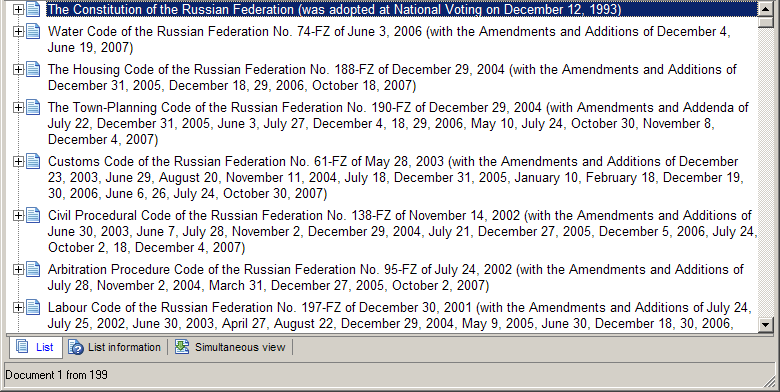 The Constitution of the Russian Federation (was adopted at National Voting on December 12, 1993)
Water Code of the Russian Federation No. 74-FZ of June 3, 2006 (with the Amendments and Additions of December 4,
June 19, 2007)
The Housing Code of the Russian Federation No. 188-FZ of December 29, 2004 (with the Amendments and Additions of
December 31, 2005, December 18, 29, 2006, October 18, 2007)
The Town-Planning Code of the Russian Federation No. 190-FZ of December 29, 2004 (with Amendments and Addenda of
July 22, December 31, 2005, June 3, July 27, December 4, 18, 29, 2006, May 10, July 24, October 30, November 8,
December 4, 2007)
Customs Code of the Russian Federation No. 61-FZ of May 28, 2003 (with the Amendments and Additions of December
23, 2003, June 29, August 20, November 11, 2004, July 18, December 31, 2005, January 10, February 18, December 19,
30, 2006, June 6, 26, July 24, October 30, 2007)
Civil Procedural Code of the Russian Federation No. 138-FZ of November 14, 2002 (with the Amendments and Additions of
June 30, 2003, June 7, July 28, November 2, December 29, 2004, July 21, December 27, 2005, December 5, 2006, July 24,
October 2, 18, December 4, 2007)
Arbitration Procedure Code of the Russian Federation No. 95-FZ of July 24, 2002 (with the Amendments and Additions of
July 28, November 2, 2004, March 31, December 27, 2005, October 2, 2007)
Labour Code of the Russian Federation No. 197-FZ of December 30, 2001 (with the Amendments and Additions of July 24,
July 25, 2002, June 30, 2003, April 27, August 22, December 29, 2004, May 9, 2005, June 30, December 18, 30, 2006,
List List information Simultaneous view
Document 1 from 199